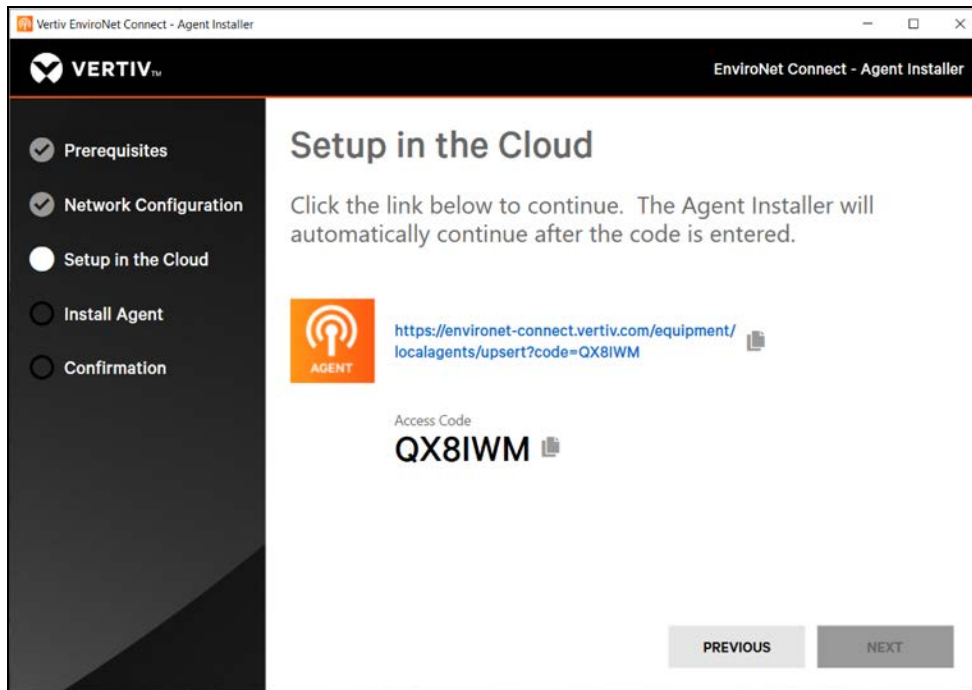 Vertiv EnviroNet Connect - Agent Installer
VERTIV™
EnviroNet Connect - Agent Installer
Prerequisites
Network Configuration
Setup in the Cloud
Install Agent
Confirmation
Setup in the Cloud
Click the link below to continue. The Agent Installer will
automatically continue after the code is entered.
AGENT
https://environet-connect.vertiv.com/equipment/
localagents/upsert?code=QX8IWM
Access Code
QX8IWM
PREVIOUS
NEXT